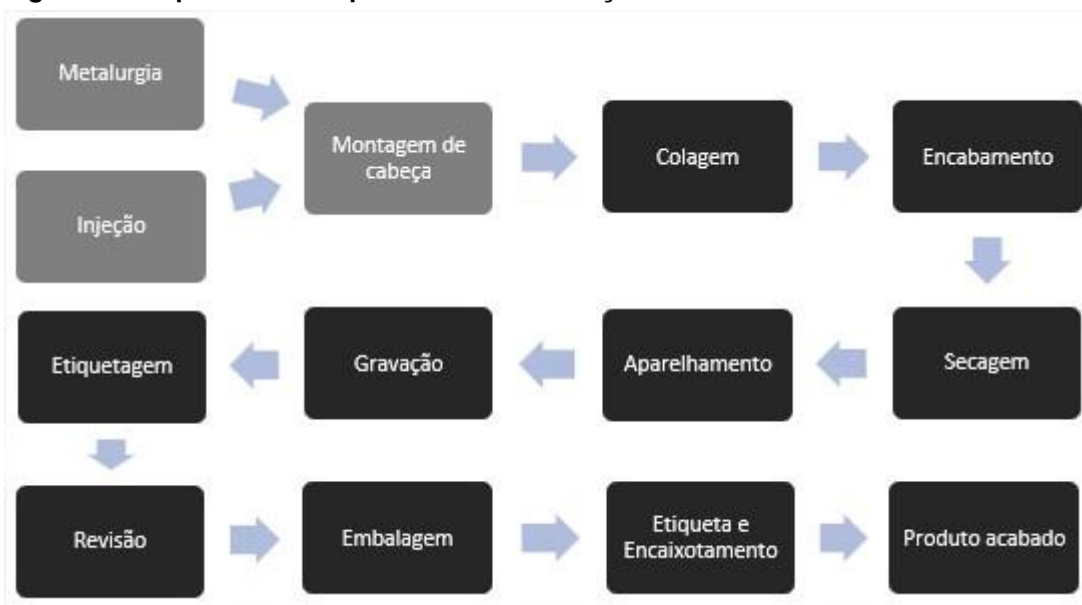 Metalurgia
Injeção
Montagem de
cabeça
Colagem
Encabamento
Secagem
Aparelhamento
Gravação
Etiquetagem
Revisão
Embalagem
Etiqueta e
Encaixotamento
Produto acabado